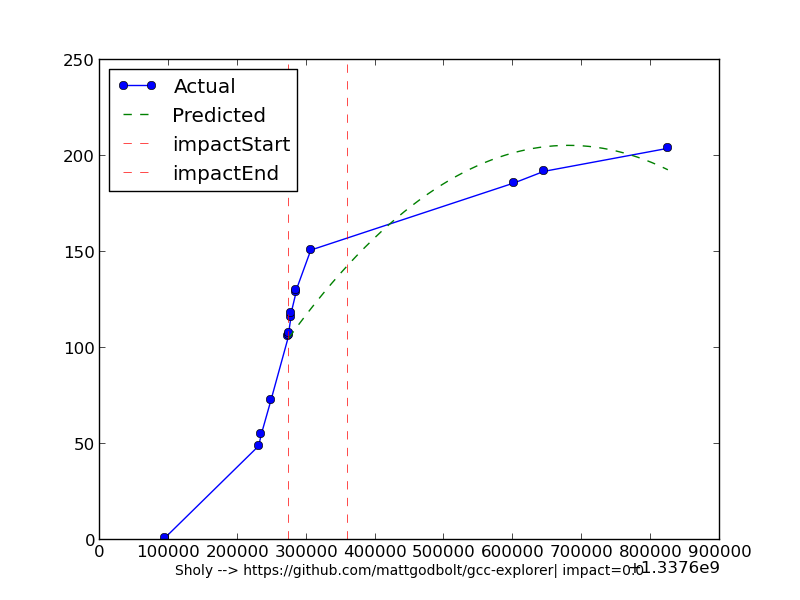 250
200
150
100
50
0
Actual
Predicted
impactStart
impactEnd
0 100000 200000 300000 400000 500000 600000 700000 800000 900000
+1.3376e9
Sholy --> https://github.com/mattgodbolt/gcc-explorer| impact=0.0